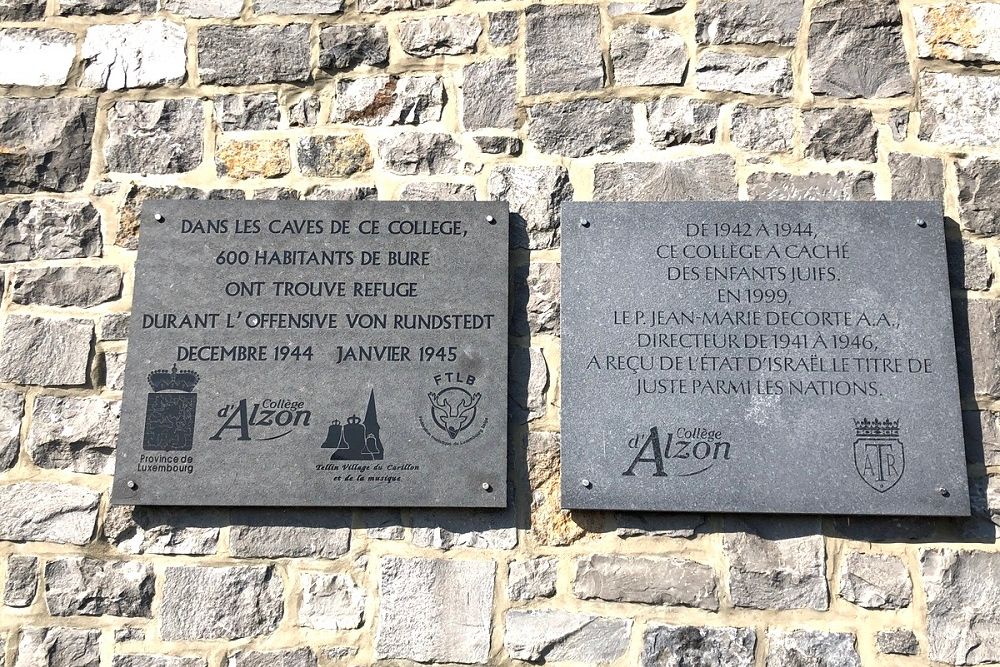 DANS LES CAVES DE CE COLLEGE,
600 HABITANTS DE BURE
ONT TROUVE REFUGE
DURANT L'OFFENSIVE VON RUNDSTEDT
DECEMBRE 1944 JANVIER 1945
Province de
Luxembourg
Collège
d'Alzon
Tellin Village du Carillon
et de la musique
FTLB
DE 1942 À 1944,
CE COLLÈGE A CACHÉ
DES ENFANTS JUIFS.
EN 1999,
LE P. JEAN-MARIE DECORTE A.A.,
DIRECTEUR DE 1941 À 1946,
A REÇU DE L'ÉTAT D'ISRAËL LE TITRE DE
JUSTE PARMI LES NATIONS.
Collège
d'Alzon
ATR